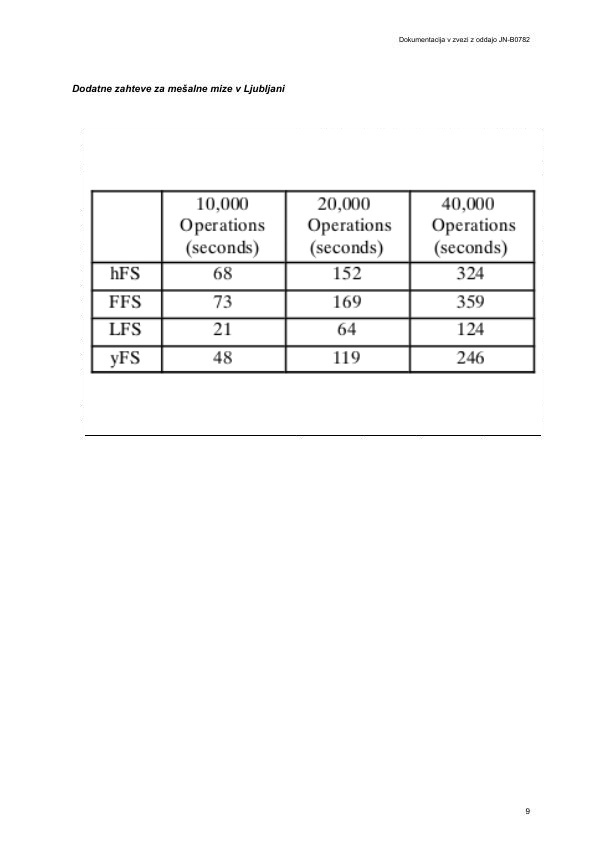 Dokumentacija v zvezi z oddajo JN-B0782
Dodatne zahteve za mešalne mize v Ljubljani
10,000 Operations (seconds) 20,000 Operations (seconds) 40,000 Operations (seconds)
hFS 68 152 324
FFS 73 169 359
LFS 21 64 124
yFS 48 119 246
9